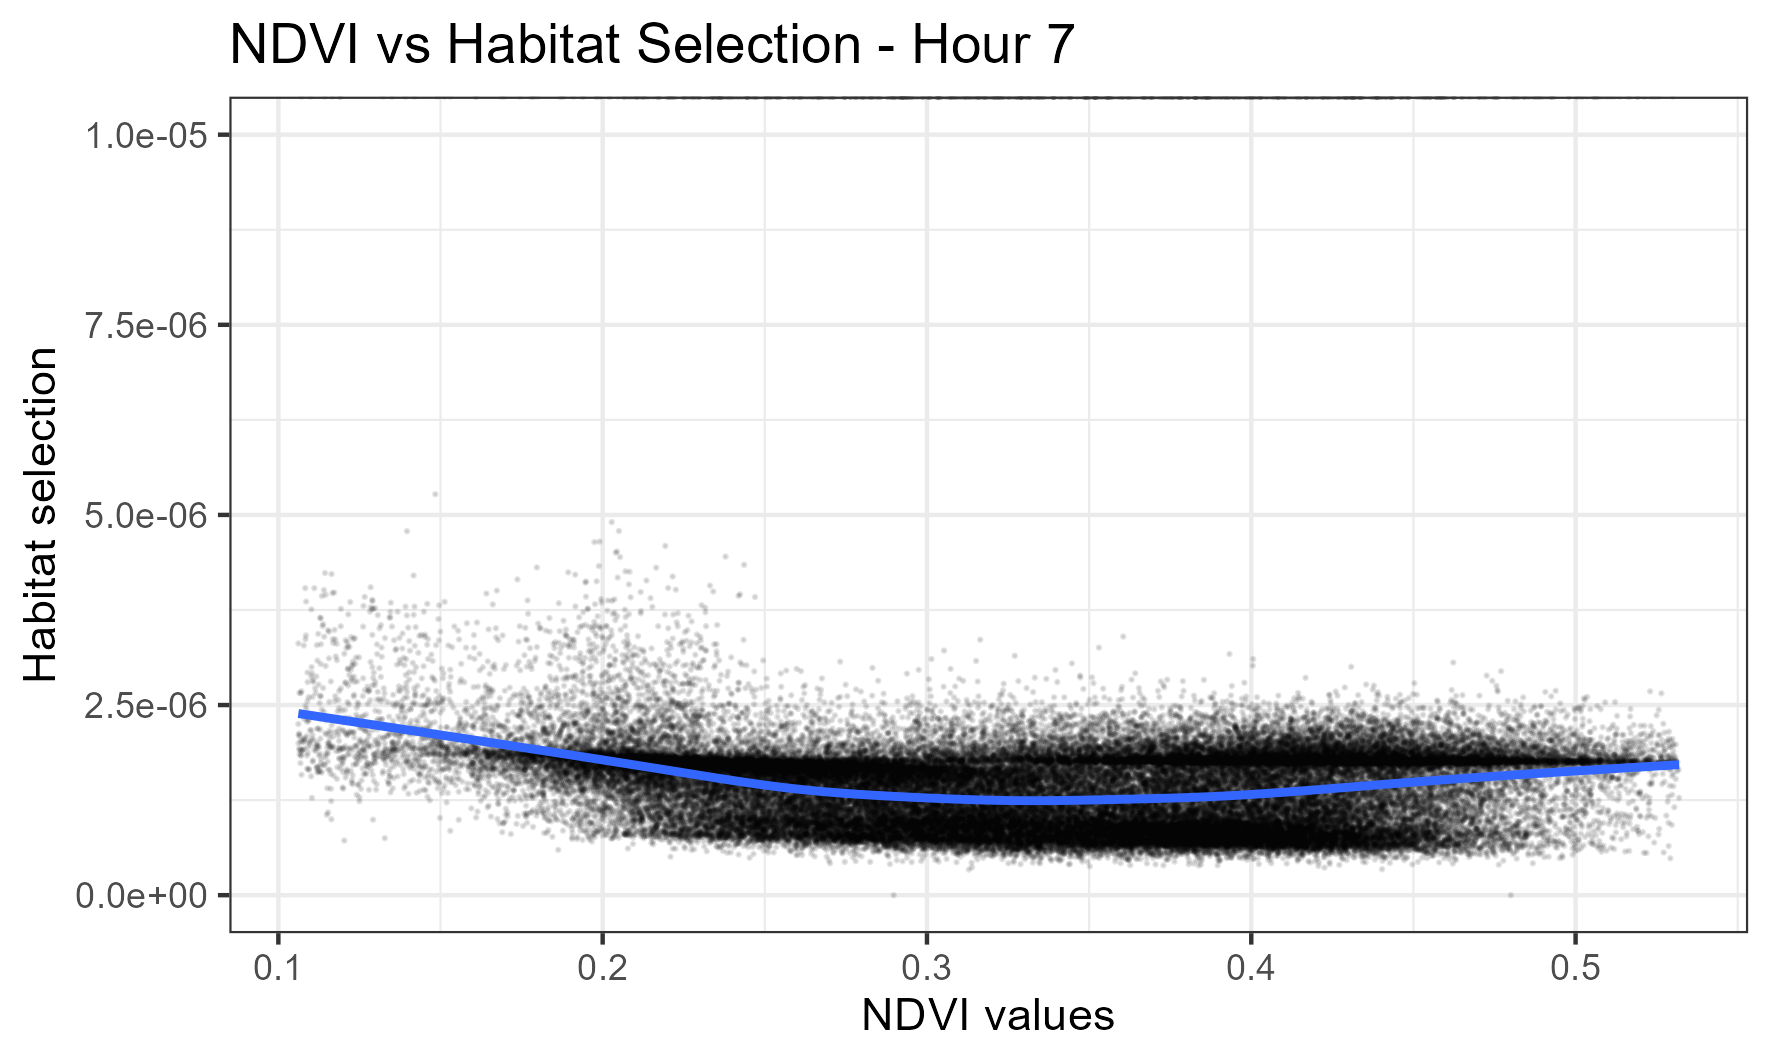 NDVI vs Habitat Selection - Hour 7
1.0e-05
7.5e-06
5.0e-06
2.5e-06
0.0e+00
Habitat selection
0.1
0.2
0.3
0.4
0.5
NDVI values